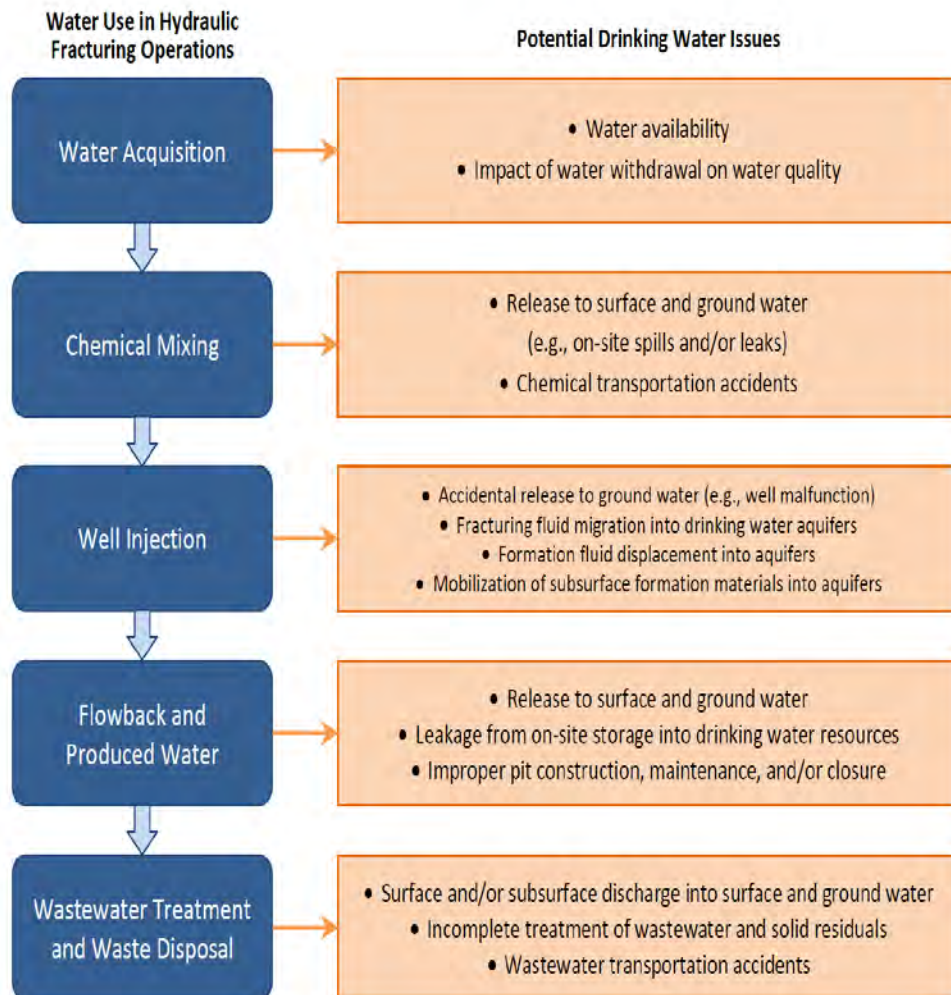 Water Use in Hydraulic
Fracturing Operations
Potential Drinking Water Issues
Water Acquisition
• Water availability
• Impact of water withdrawal on water quality
Chemical Mixing
• Release to surface and ground water
(e.g., on-site spills and/or leaks)
• Chemical transportation accidents
Well Injection
• Accidental release to ground water (e.g., well malfunction)
• Fracturing fluid migration into drinking water aquifers
• Formation fluid displacement into aquifers
• Mobilization of subsurface formation materials into aquifers
Flowback and
Produced Water
• Release to surface and ground water
• Leakage from on-site storage into drinking water resources
• Improper pit construction, maintenance, and/or closure
Wastewater Treatment
and Waste Disposal
• Surface and/or subsurface discharge into surface and ground water
• Incomplete treatment of wastewater and solid residuals
• Wastewater transportation accidents